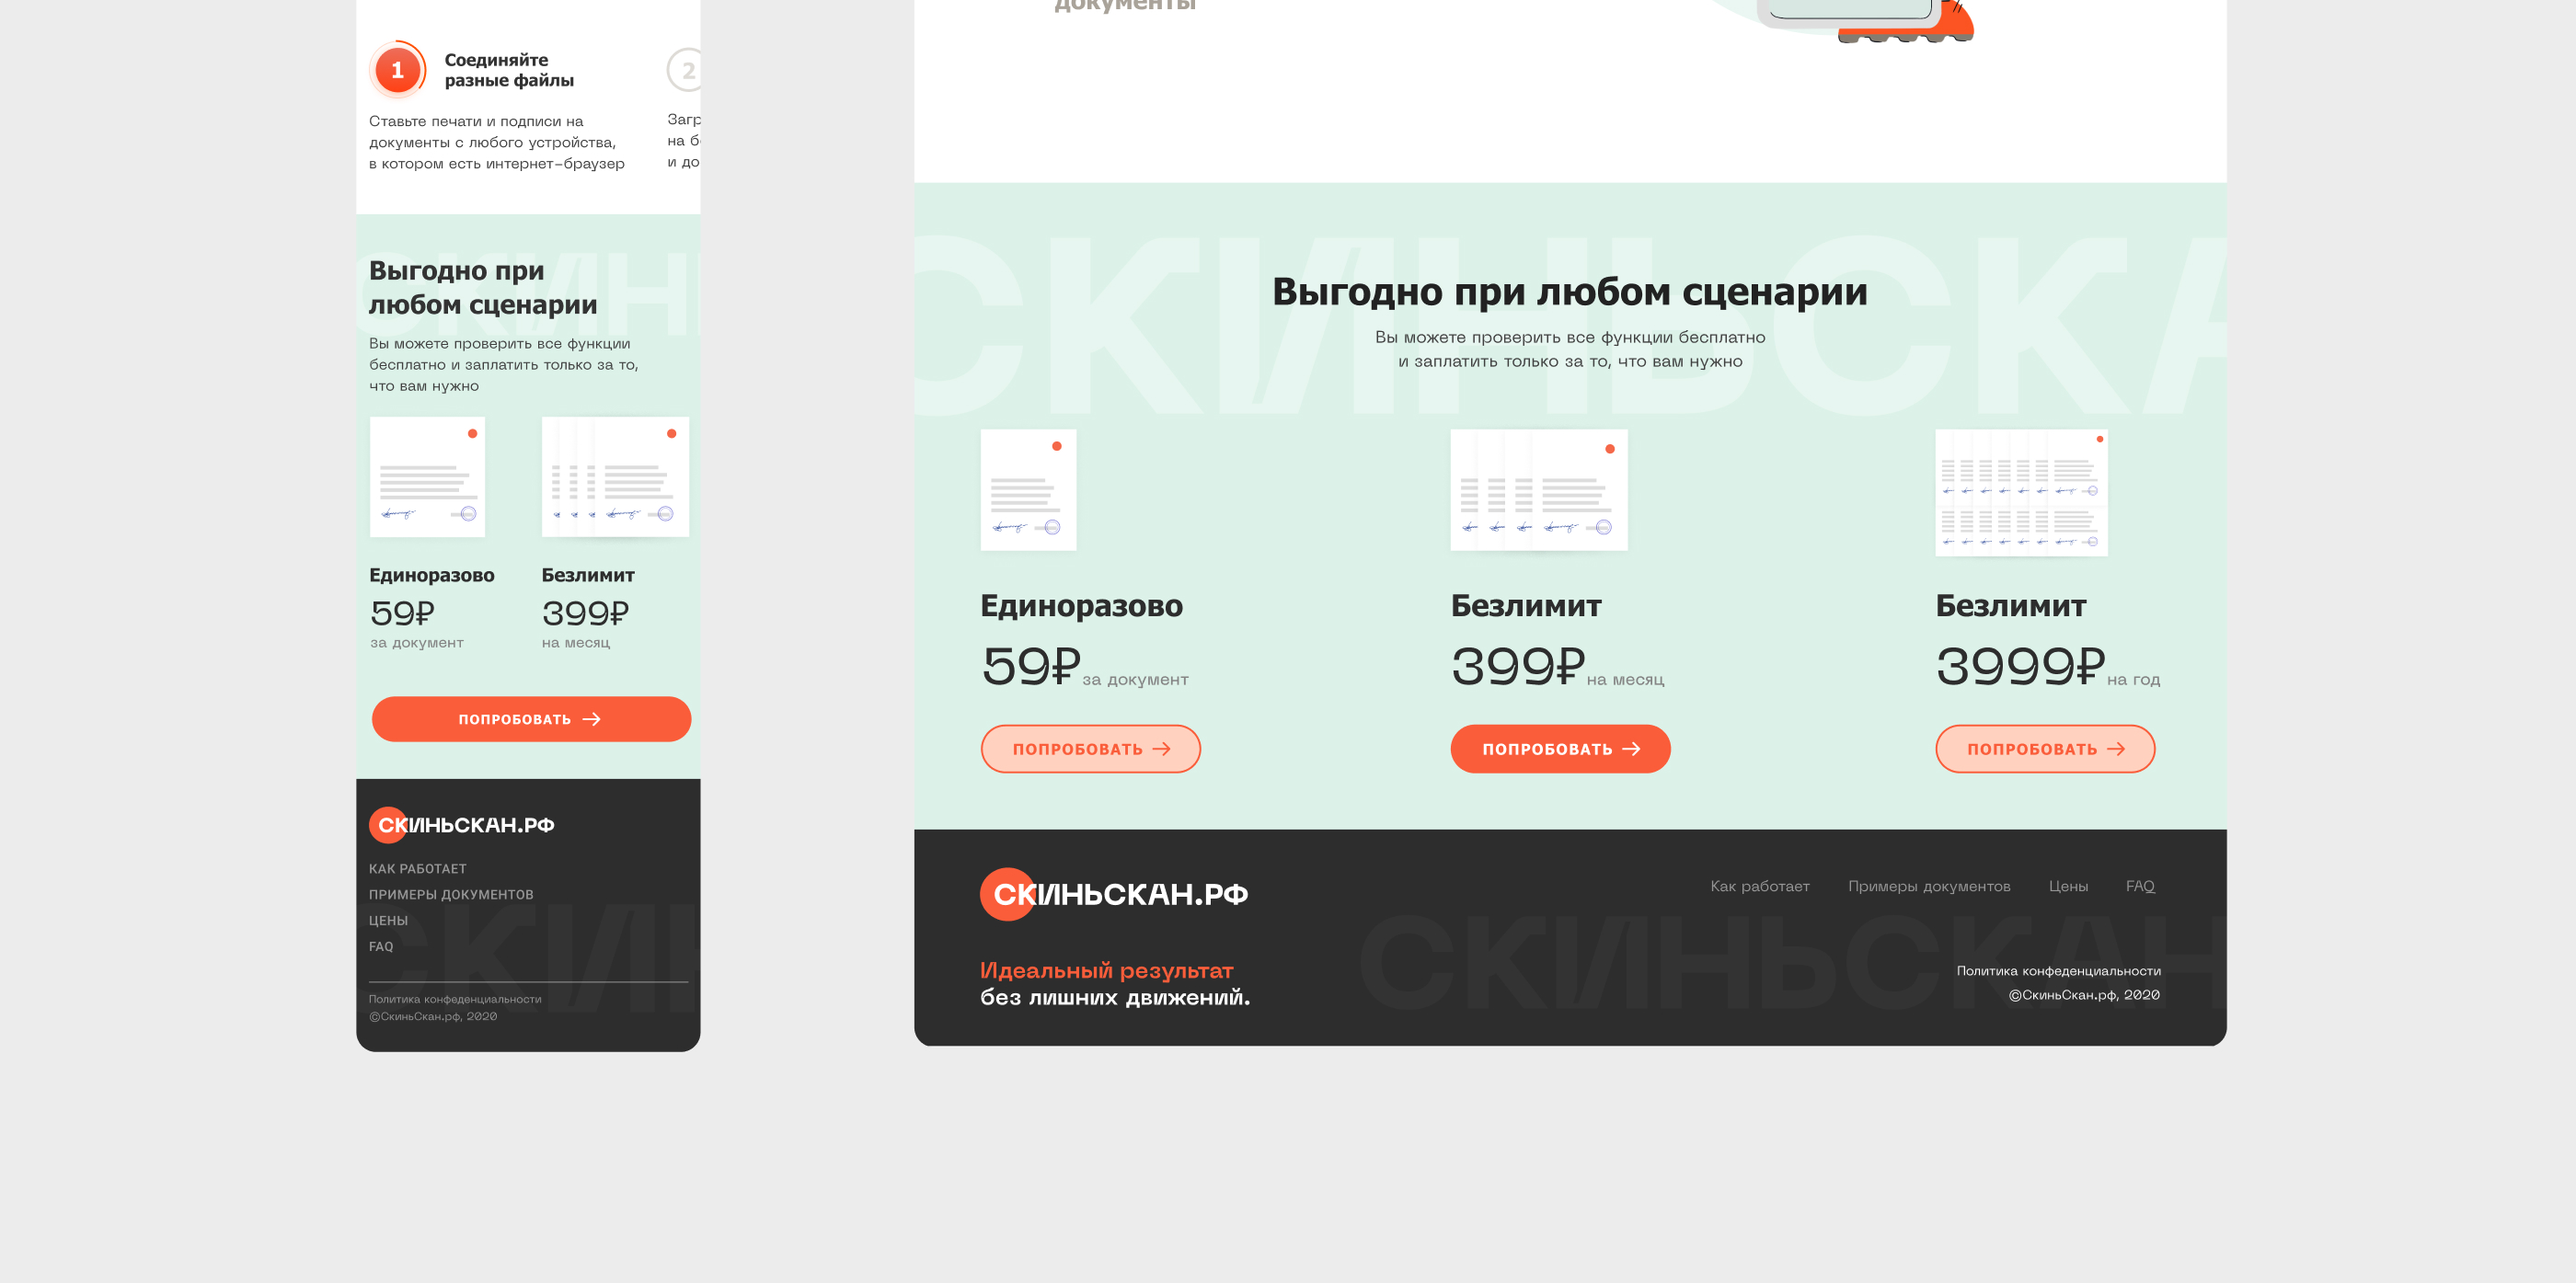 1
Соединяйте
разные файлы
2
Ставьте печати и подписи на
документы с любого устройства,
в котором есть интернет-браузер
Загр
на б
и до
СКИНЬ
Выгодно при
любом сценарии
Вы можете проверить все функции
бесплатно и заплатить только за то,
что вам нужно
Единоразово
59₽
за документ
Безлимит
399₽
на месяц
ПОПРОБОВАТЬ →
СКИНЬСКАН.РФ
КАК РАБОТАЕТ
ПРИМЕРЫ ДОКУМЕНТОВ
ЦЕНЫ
FAQ
СКИН
Политика конфеденциальности
©СкиньСкан.рф, 2020
документы
СКИНЬСКА
Выгодно при любом сценарии
Вы можете проверить все функции бесплатно
и заплатить только за то, что вам нужно
Единоразово
59₽ за документ
ПОПРОБОВАТЬ →
Безлимит
399₽ на месяц
ПОПРОБОВАТЬ →
Безлимит
3999₽ на год
ПОПРОБОВАТЬ →
СКИНЬСКАН.РФ
Как работает
Примеры документов
Цены
FAQ
СКИНЬСКАН
Идеальный результат
без лишних движений.
Политика конфеденциальности
©СкиньСкан.рф, 2020